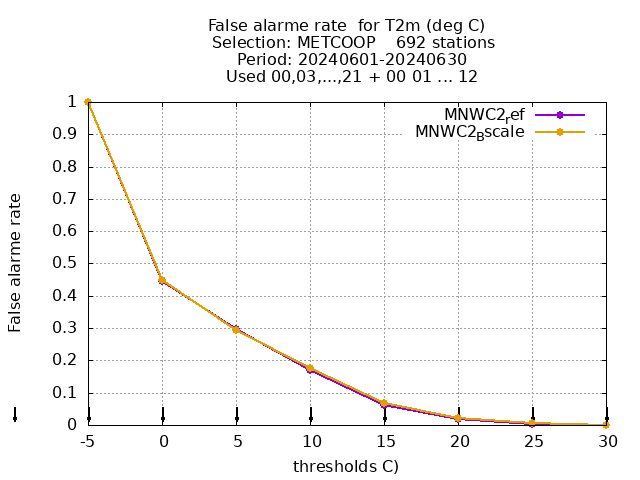 False alarme rate  for T2m (deg C)
Selection: METCOOP    692 stations
Period: 20240601-20240630
Used 00,03,...,21 + 00 01 ... 12
MNWC2ref
MNWC2Bscale
1
0.9
0.8
0.7
0.6
0.5
0.4
0.3
0.2
0.1
0
False alarme rate
-5 0 5 10 15 20 25 30
thresholds C)